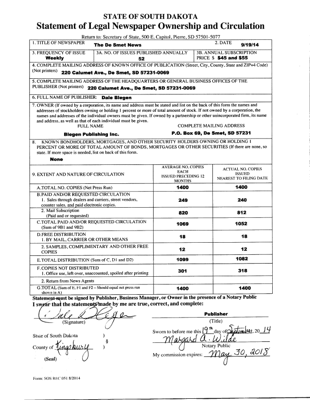 STATE OF SOUTH DAKOTA
Statement of Legal Newspaper Ownership and Circulation
Return to: Secretary of State, 500 E. Capitol, Pierre, SD 57501-5077
1. TITLE OF NEWSPAPER The De Smet News 2. DATE 9/19/14
3. FREQUENCY OF ISSUE Weekly
3A. NO. OF ISSUES PUBLISHED ANNUALLY 52
3B. ANNUAL SUBSCRIPTION PRICE $ $45 and $55
4. COMPLETE MAILING ADDRESS OF KNOWN OFFICE OF PUBLICATION (Street, City, County, State and ZIP+4 Code)
(Not printers) 220 Calumet Ave., De Smet, SD 57231-0069
5. COMPLETE MAILING ADDRESS OF THE HEADQUARTERS OR GENERAL BUSINESS OFFICES OF THE
PUBLISHER (Not printer) 220 Calumet Ave., De Smet, SD 57231-0069
6. FULL NAME OF PUBLISHER: Dale Blegen
7. OWNER (If owned by a corporation, its name and address must be stated and list on the back of this form the names and
addresses of stockholders owning or holding 1 percent or more of total amount of stock. If not owned by a corporation, the
names and addresses of the individual owners must be given. If owned by a partnership or other unincorporated firm, its name
and address, as well as that of each individual must be given.
FULL NAME COMPLETE MAILING ADDRESS
Blegen Publishing Inc. P.O. Box 69, De Smet, SD 57231
8. KNOWN BONDHOLDERS, MORTGAGES, AND OTHER SECURITY HOLDERS OWNING OR HOLDING 1
PERCENT OR MORE OF TOTAL AMOUNT OF BONDS, MORTGAGES OR OTHER SECURITIES (If there are none, so
state. If more space is needed, list on back of this form.
None
9. EXTENT AND NATURE OF CIRCULATION
AVERAGE NO. COPIES EACH ISSUED PRECEDING 12 MONTHS
ACTUAL NO. COPIES ISSUED NEAREST TO FILING DATE
A. TOTAL NO. COPIES (Net Press Run) 1400 1400
B. PAID AND/OR REQUESTED CIRCULATION
1. Sales through dealers and carriers, street vendors,
counter sales, and paid electronic copies. 249 240
2. Mail Subscription
(Paid and or requested) 820 812
C. TOTAL PAID AND/OR REQUESTED CIRCULATION
(Sum of 9B1 and 9B2) 1069 1052
D. FREE DISTRIBUTION
1. BY MAIL, CARRIER OR OTHER MEANS 18 18
2. SAMPLES, COMPLIMENTARY AND OTHER FREE
COPIES 12 12
E. TOTAL DISTRIBUTION (Sum of C, D1 and D2) 1099 1082
F. COPIES NOT DISTRIBUTED
1. Office use, left over, unaccounted, spoiled after printing 301 318
2. Return from News Agents
G. TOTAL (Sum of E, F1 and F2 - Should equal net press run
shown in A) 1400 1400
Statement must be signed by Publisher, Business Manager, or Owner in the presence of a Notary Public
I swear that the statements made by me are true, correct, and complete:
Dale Blegen Publisher
(Signature) (Title)
State of South Dakota ) Sworn to before me this 19th day of September, 20 14
) § Margard A. Wilde
County of Kingsbury ) Notary Public
(Seal) My commission expires May 30, 2018